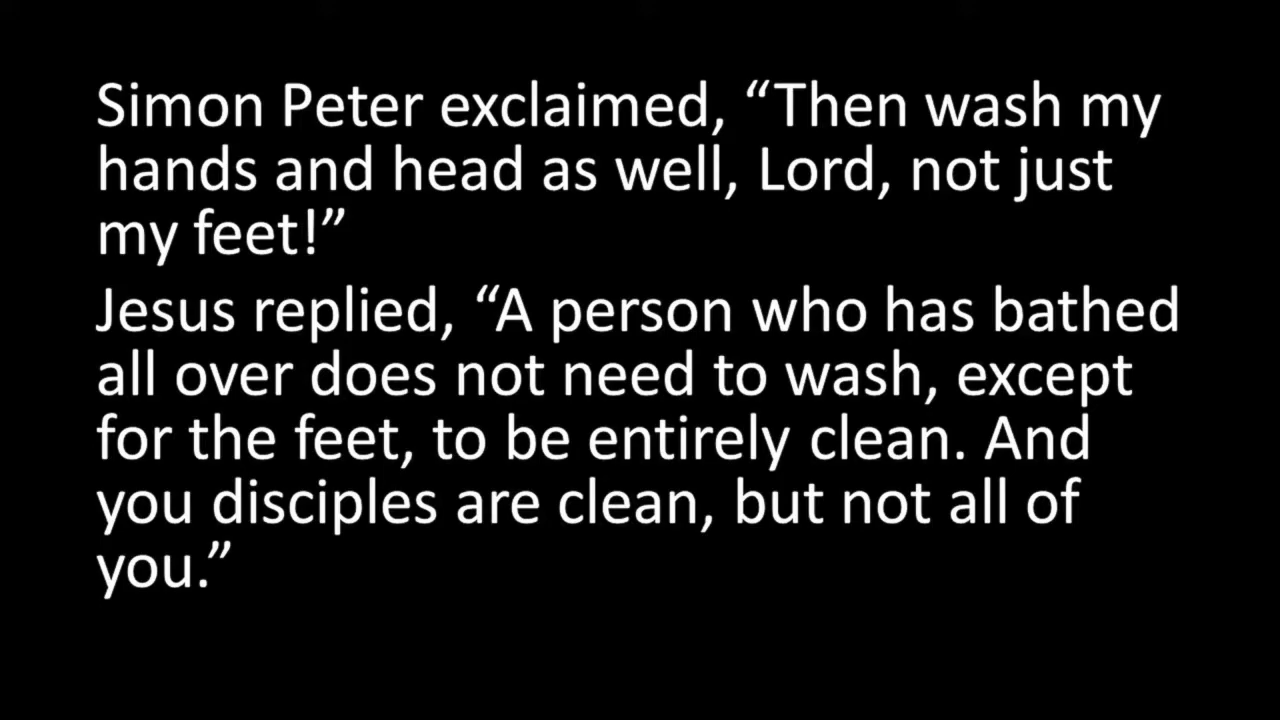 Simon Peter exclaimed, “Then wash my
hands and head as well, Lord, not just
my feet!”
Jesus replied, “A person who has bathed
all over does not need to wash, except
for the feet, to be entirely clean. And
you disciples are clean, but not all of
you.”